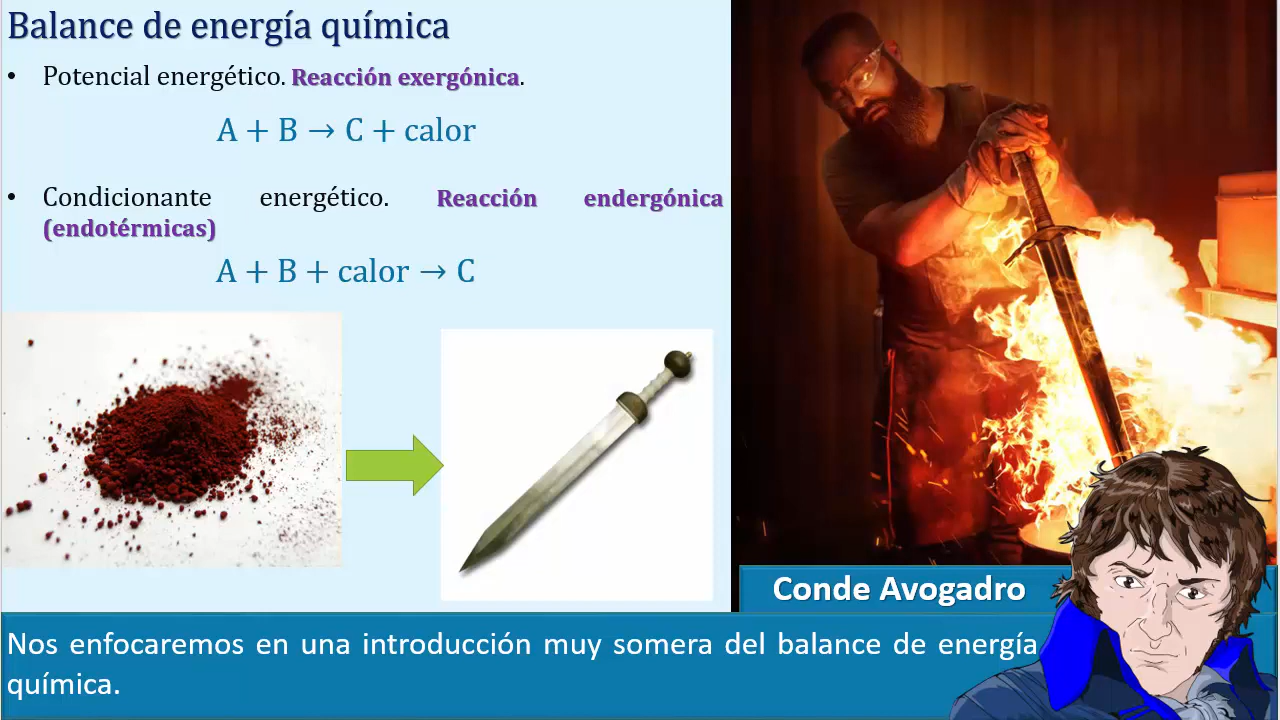 Balance de energía química
• Potencial energético. Reacción exergónica.
A + B → C + calor
• Condicionante energético. Reacción endergónica
(endotérmicas)
A + B + calor → C
Conde Avogadro
Nos enfocaremos en una introducción muy somera del balance de energía
química.